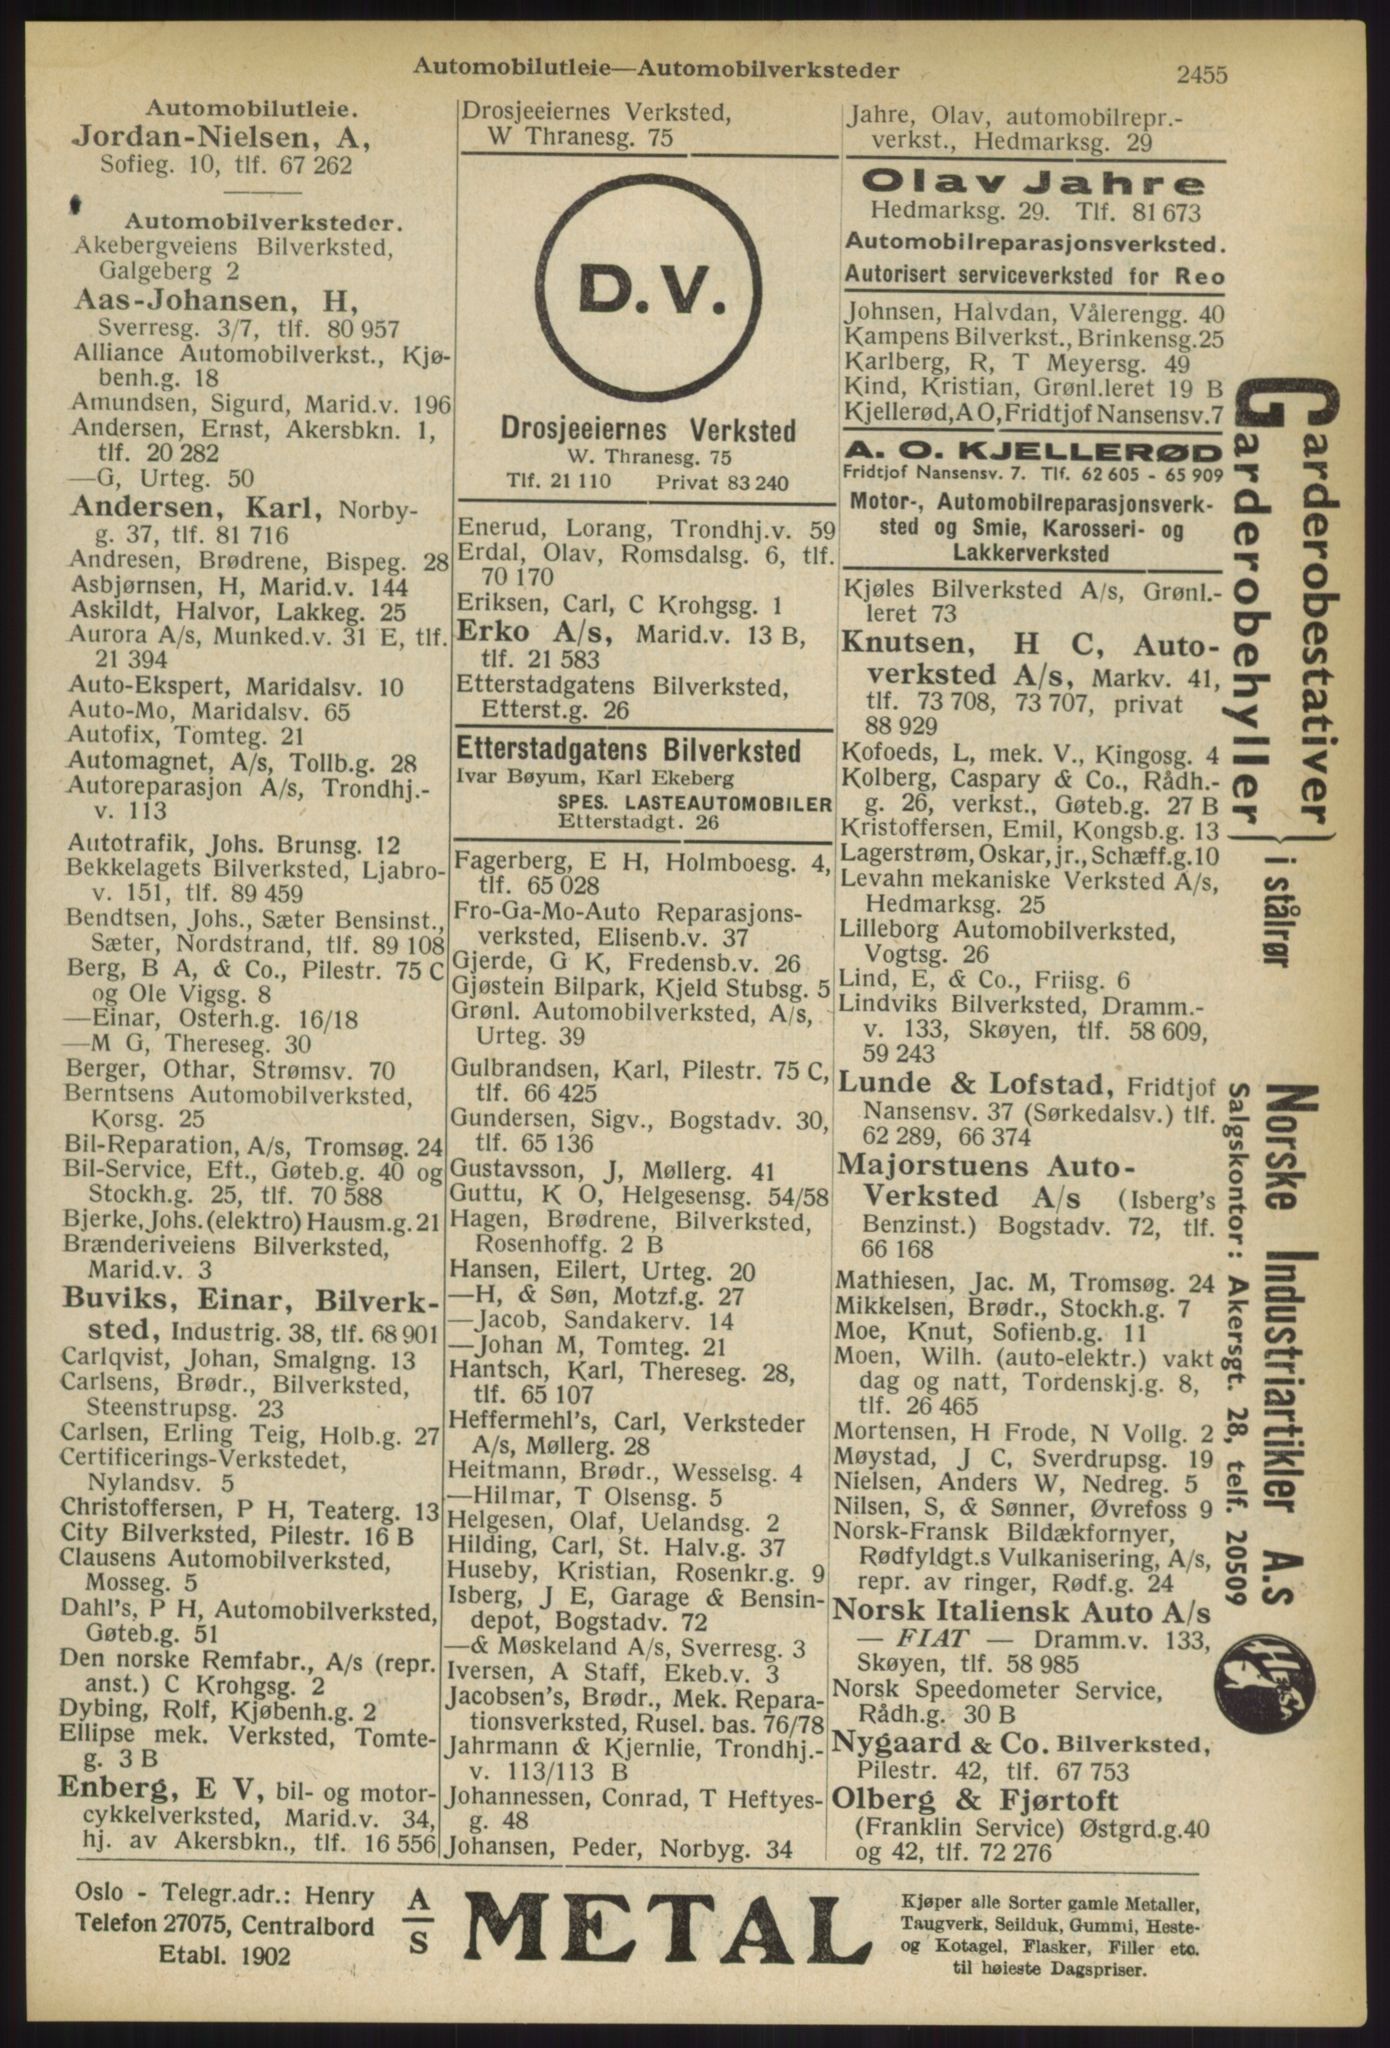 Automobilutleie—Automobilverksteder
2455
Automobilutleie.
Jordan-Nielsen, A,
Sofieg. 10, tlf. 67 262
Automobilverksteder.
Åkebergveiens Bilverksted,
Galgeberg 2
Aas-Johansen, H,
Sverresg. 3/7, tlf. 80 957
Alliance Automobilverkst., Kjø-
benh.g. 18
Amundsen, Sigurd, Marid.v. 196
Andersen, Ernst, Akersbkn. 1,
tlf. 20 282
—G, Urteg. 50
Andersen, Karl, Norby-
g. 37, tlf. 81 716
Andresen, Brødrene, Bispeg. 28
Asbjørnsen, H, Marid.v. 144
Askildt, Halvor, Lakkeg. 25
Aurora A/s, Munked.v. 31 E, tlf.
21 394
Auto-Ekspert, Maridalsv. 10
Auto-Mo, Maridalsv. 65
Autofix, Tomteg. 21
Automagnet, A/s, Tollb.g. 28
Autoreparasjon A/s, Trondhj.-
v. 113
Autotrafik, Johs. Brunsg. 12
Bekkelagets Bilverksted, Ljabro-
v. 151, tlf. 89 459
Bendtsen, Johs., Sæter Bensinst.,
Sæter, Nordstrand, tlf. 89 108
Berg, B A, & Co., Pilestr. 75 C
og Ole Vigsg. 8
—Einar, Osterh.g. 16/18
—M G, Thereseg. 30
Berger, Othar, Strømsv. 70
Berntsens Automobilverksted,
Korsg. 25
Bil-Reparation, A/s, Tromsøg. 24
Bil-Service, Eft., Gøteb.g. 40 og
Stockh.g. 25, tlf. 70 588
Bjerke, Johs. (elektro) Hausm.g. 21
Brænderiveiens Bilverksted,
Marid.v. 3
Buviks, Einar, Bilverk-
sted, Industrig. 38, tlf. 68 901
Carlqvist, Johan, Smalgng. 13
Carlsens, Brødr., Bilverksted,
Steenstrupsg. 23
Carlsen, Erling Teig, Holb.g. 27
Certificerings-Verkstedet,
Nylandsv. 5
Christoffersen, P H, Teaterg. 13
City Bilverksted, Pilestr. 16 B
Clausens Automobilverksted,
Mosseg. 5
Dahl's, P H, Automobilverksted,
Gøteb.g. 51
Den norske Remfabr., A/s (repr.
anst.) C Krohgsg. 2
Dybing, Rolf, Kjøbenh.g. 2
Ellipse mek. Verksted, Tomte-
g. 3 B
Enberg, E V, bil- og motor-
cykkelverksted, Marid.v. 34,
hj. av Akersbkn., tlf. 16 556
Drosjeeiernes Verksted,
W Thranesg. 75
D.V.
Drosjeeiernes Verksted
W. Thranesg. 75
Tlf. 21 110 Privat 83 240
Enerud, Lorang, Trondhj.v. 59
Erdal, Olav, Romsdalsg. 6, tlf.
70 170
Eriksen, Carl, C Krohgsg. 1
Erko A/s, Marid.v. 13 B,
tlf. 21 583
Etterstadgatens Bilverksted,
Etterst.g. 26
Etterstadgatens Bilverksted
Ivar Bøyum, Karl Ekeberg
SPES. LASTEAUTOMOBILER
Etterstadgt. 26
Fagerberg, E H, Holmboesg. 4,
tlf. 65 028
Fro-Ga-Mo-Auto Reparasjons-
verksted, Elisenb.v. 37
Gjerde, G K, Fredensb.v. 26
Gjøstein Bilpark, Kjeld Stubsg. 5
Grønl. Automobilverksted, A/s,
Urteg. 39
Gulbrandsen, Karl, Pilestr. 75 C,
tlf. 66 425
Gundersen, Sigv., Bogstadv. 30,
tlf. 65 136
Gustavsson, J, Møllerg. 41
Guttu, K O, Helgesensg. 54/58
Hagen, Brødrene, Bilverksted,
Rosenhoffg. 2 B
Hansen, Eilert, Urteg. 20
—H, & Søn, Motzf.g. 27
—Jacob, Sandakerv. 14
—Johan M, Tomteg. 21
Hantsch, Karl, Thereseg. 28,
tlf. 65 107
Heffermehl's, Carl, Verksteder
A/s, Møllerg. 28
Heitmann, Brødr., Wesselsg. 4
—Hilmar, T Olsensg. 5
Helgesen, Olaf, Uelandsg. 2
Hilding, Carl, St. Halv.g. 37
Huseby, Kristian, Rosenkr.g. 9
Isberg, J E, Garage & Bensin-
depot, Bogstadv. 72
—& Møskeland A/s, Sverresg. 3
Iversen, A Staff, Ekeb.v. 3
Jacobsen's, Brødr., Mek. Repara-
tionsverksted, Rusel. bas. 76/78
Jahrmann & Kjernlie, Trondhj.-
v. 113/113 B
Johannessen, Conrad, T Heftyes-
g. 48
Johansen, Peder, Norbyg. 34
Jahre, Olav, automobilrepr.-
verkst., Hedmarksg. 29
Olav Jahre
Hedmarksg. 29. Tlf. 81 673
Automobilreparasjonsverksted.
Autorisert serviceverksted for Reo
Johnsen, Halvdan, Vålerengg. 40
Kampens Bilverkst., Brinkensg. 25
Karlberg, R, T Meyersg. 49
Kind, Kristian, Grønl.leret 19 B
Kjellerød, A O, Fridtjof Nansensv. 7
A. O. KJELLERØD
Fridtjof Nansensv. 7. Tlf. 62 605 - 65 909
Motor-, Automobilreparasjonsverk-
sted og Smie, Karosseri- og
Lakkerverksted
Kjøles Bilverksted A/s, Grønl.-
leret 73
Knutsen, H C, Auto-
verksted A/s, Markv. 41,
tlf. 73 708, 73 707, privat
88 929
Kofoeds, L, mek. V., Kingosg. 4
Kolberg, Caspary & Co., Rådh.-
g. 26, verkst., Gøteb.g. 27 B
Kristoffersen, Emil, Kongsb.g. 13
Lagerstrøm, Oskar, jr., Schæff.g. 10
Levahn mekaniske Verksted A/s,
Hedmarksg. 25
Lilleborg Automobilverksted,
Vogtsg. 26
Lind, E, & Co., Friisg. 6
Lindviks Bilverksted, Dramm.-
v. 133, Skøyen, tlf. 58 609,
59 243
Lunde & Lofstad, Fridtjof
Nansensv. 37 (Sørkedalsv.) tlf.
62 289, 66 374
Majorstuens Auto-
Verksted A/s (Isberg's
Benzinst.) Bogstadv. 72, tlf.
66 168
Mathiesen, Jac. M, Tromsøg. 24
Mikkelsen, Brødr., Stockh.g. 7
Moe, Knut, Sofienb.g. 11
Moen, Wilh. (auto-elektr.) vakt
dag og natt, Tordenskj.g. 8,
tlf. 26 465
Mortensen, H Frode, N Vollg. 2
Møystad, J C, Sverdrupsg. 19
Nielsen, Anders W, Nedreg. 5
Nilsen, S, & Sønner, Øvrefoss 9
Norsk-Fransk Bildækfornyer,
Rødfyldgt.s Vulkanisering, A/s,
repr. av ringer, Rødf.g. 24
Norsk Italiensk Auto A/s
— FIAT — Dramm.v. 133,
Skøyen, tlf. 58 985
Norsk Speedometer Service,
Rådh.g. 30 B
Nygaard & Co. Bilverksted,
Pilestr. 42, tlf. 67 753
Olberg & Fjørtoft
(Franklin Service) Østgrd.g. 40
og 42, tlf. 72 276
Garderobestativer
Garderobehyller
i stålrør
Norske Industriartikler A.s
Salgskontor: Akersgt. 28, telf. 20509
Oslo - Telegr.adr.: Henry
Telefon 27075, Centralbord
Etabl. 1902
A/S METAL
Kjøper alle Sorter gamle Metaller,
Taugverk, Seilduk, Gummi, Heste-
og Kotagel, Flasker, Filler etc.
til høieste Dagspriser.